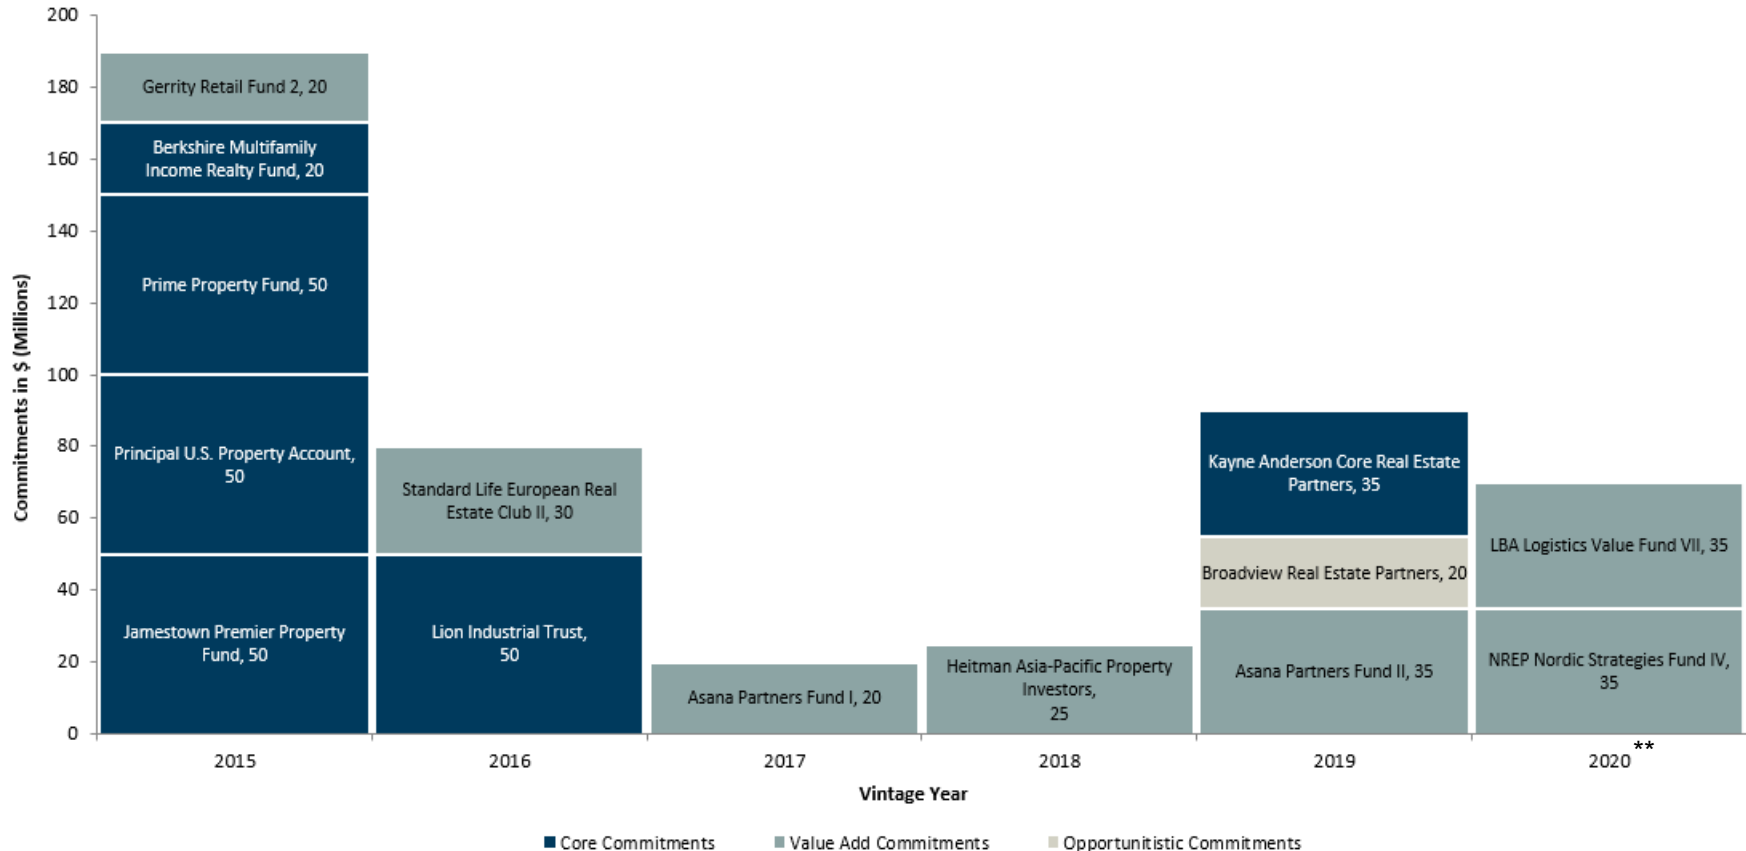 200
180
160
140
120
100
80
60
40
20
0
Commitments in $ (Millions)
Gerrity Retail Fund 2, 20
Berkshire Multifamily
Income Realty Fund, 20
Prime Property Fund, 50
Principal U.S. Property Account,
50
Jamestown Premier Property
Fund, 50
Standard Life European Real
Estate Club II, 30
Lion Industrial Trust,
50
Asana Partners Fund I, 20
Heitman Asia-Pacific Property
Investors,
25
Kayne Anderson Core Real Estate
Partners, 35
Broadview Real Estate Partners, 20
Asana Partners Fund II, 35
LBA Logistics Value Fund VII, 35
NREP Nordic Strategies Fund IV,
35
2015
2016
2017
2018
2019
2020 **
Vintage Year
Core Commitments
Value Add Commitments
Opportunitistic Commitments